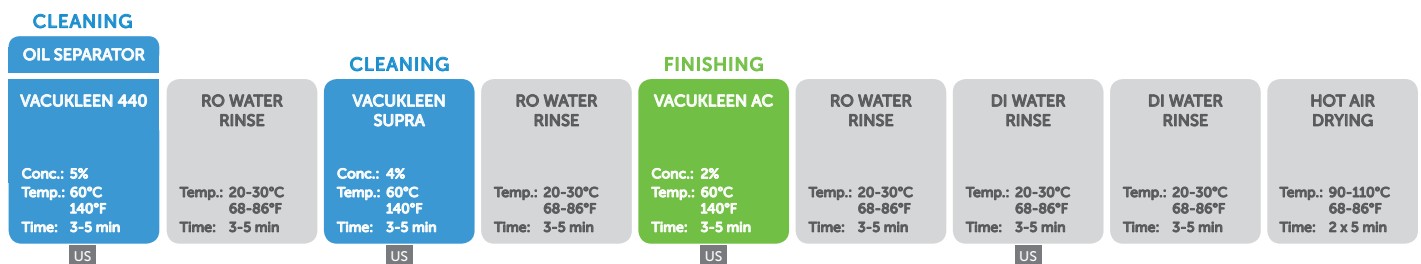 CLEANING
OIL SEPARATOR
VACUKLEEN 440
Conc.: 5%
Temp.: 60°C
140°F
Time: 3-5 min
US
RO WATER
RINSE
Temp.: 20-30°C
68-86°F
Time: 3-5 min
CLEANING
VACUKLEEN
SUPRA
Conc.: 4%
Temp.: 60°C
140°F
Time: 3-5 min
US
RO WATER
RINSE
Temp.: 20-30°C
68-86°F
Time: 3-5 min
FINISHING
VACUKLEEN AC
Conc.: 2%
Temp.: 60°C
140°F
Time: 3-5 min
US
RO WATER
RINSE
Temp.: 20-30°C
68-86°F
Time: 3-5 min
DI WATER
RINSE
Temp.: 20-30°C
68-86°F
Time: 3-5 min
US
DI WATER
RINSE
Temp.: 20-30°C
68-86°F
Time: 3-5 min
HOT AIR
DRYING
Temp.: 90-110°C
68-86°F
Time: 2 x 5 min